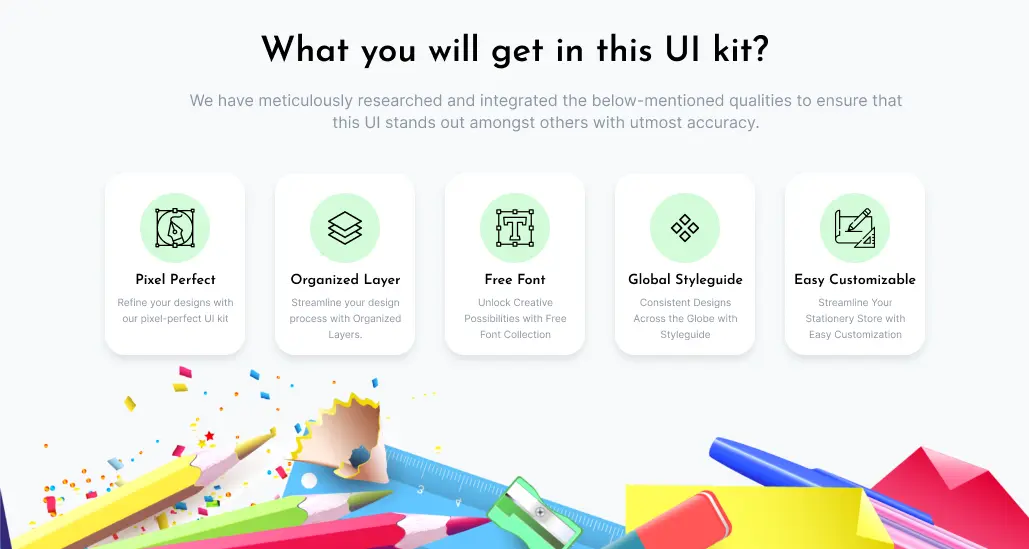 What you will get in this UI kit?
We have meticulously researched and integrated the below-mentioned qualities to ensure that
this UI stands out amongst others with utmost accuracy.
Pixel Perfect
Refine your designs with
our pixel-perfect UI kit
Organized Layer
Streamline your design
process with Organized
Layers.
Free Font
Unlock Creative
Possibilities with Free
Font Collection
Global Styleguide
Consistent Designs
Across the Globe with
Styleguide
Easy Customizable
Streamline Your
Stationery Store with
Easy Customization
3